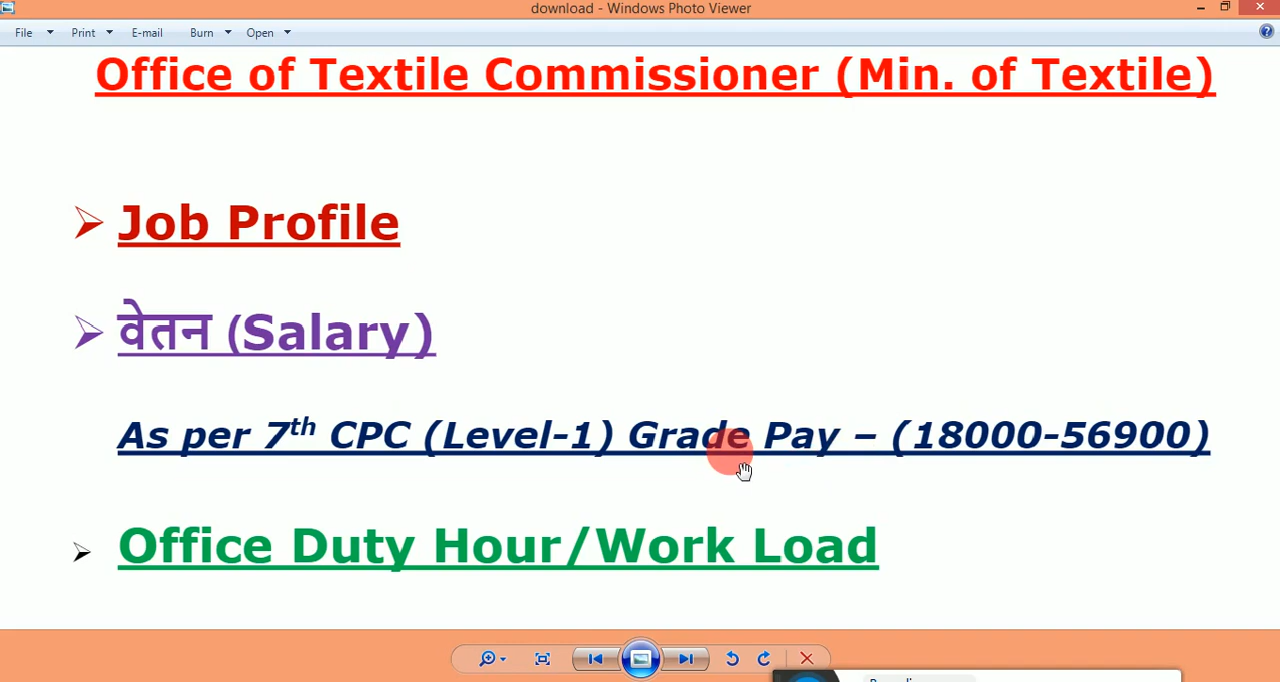 download - Windows Photo Viewer
File Print E-mail Burn Open
Office of Textile Commissioner (Min. of Textile)
➢ Job Profile
➢ वेतन (Salary)
As per 7th CPC (Level-1) Grade Pay – (18000-56900)
➢ Office Duty Hour/Work Load